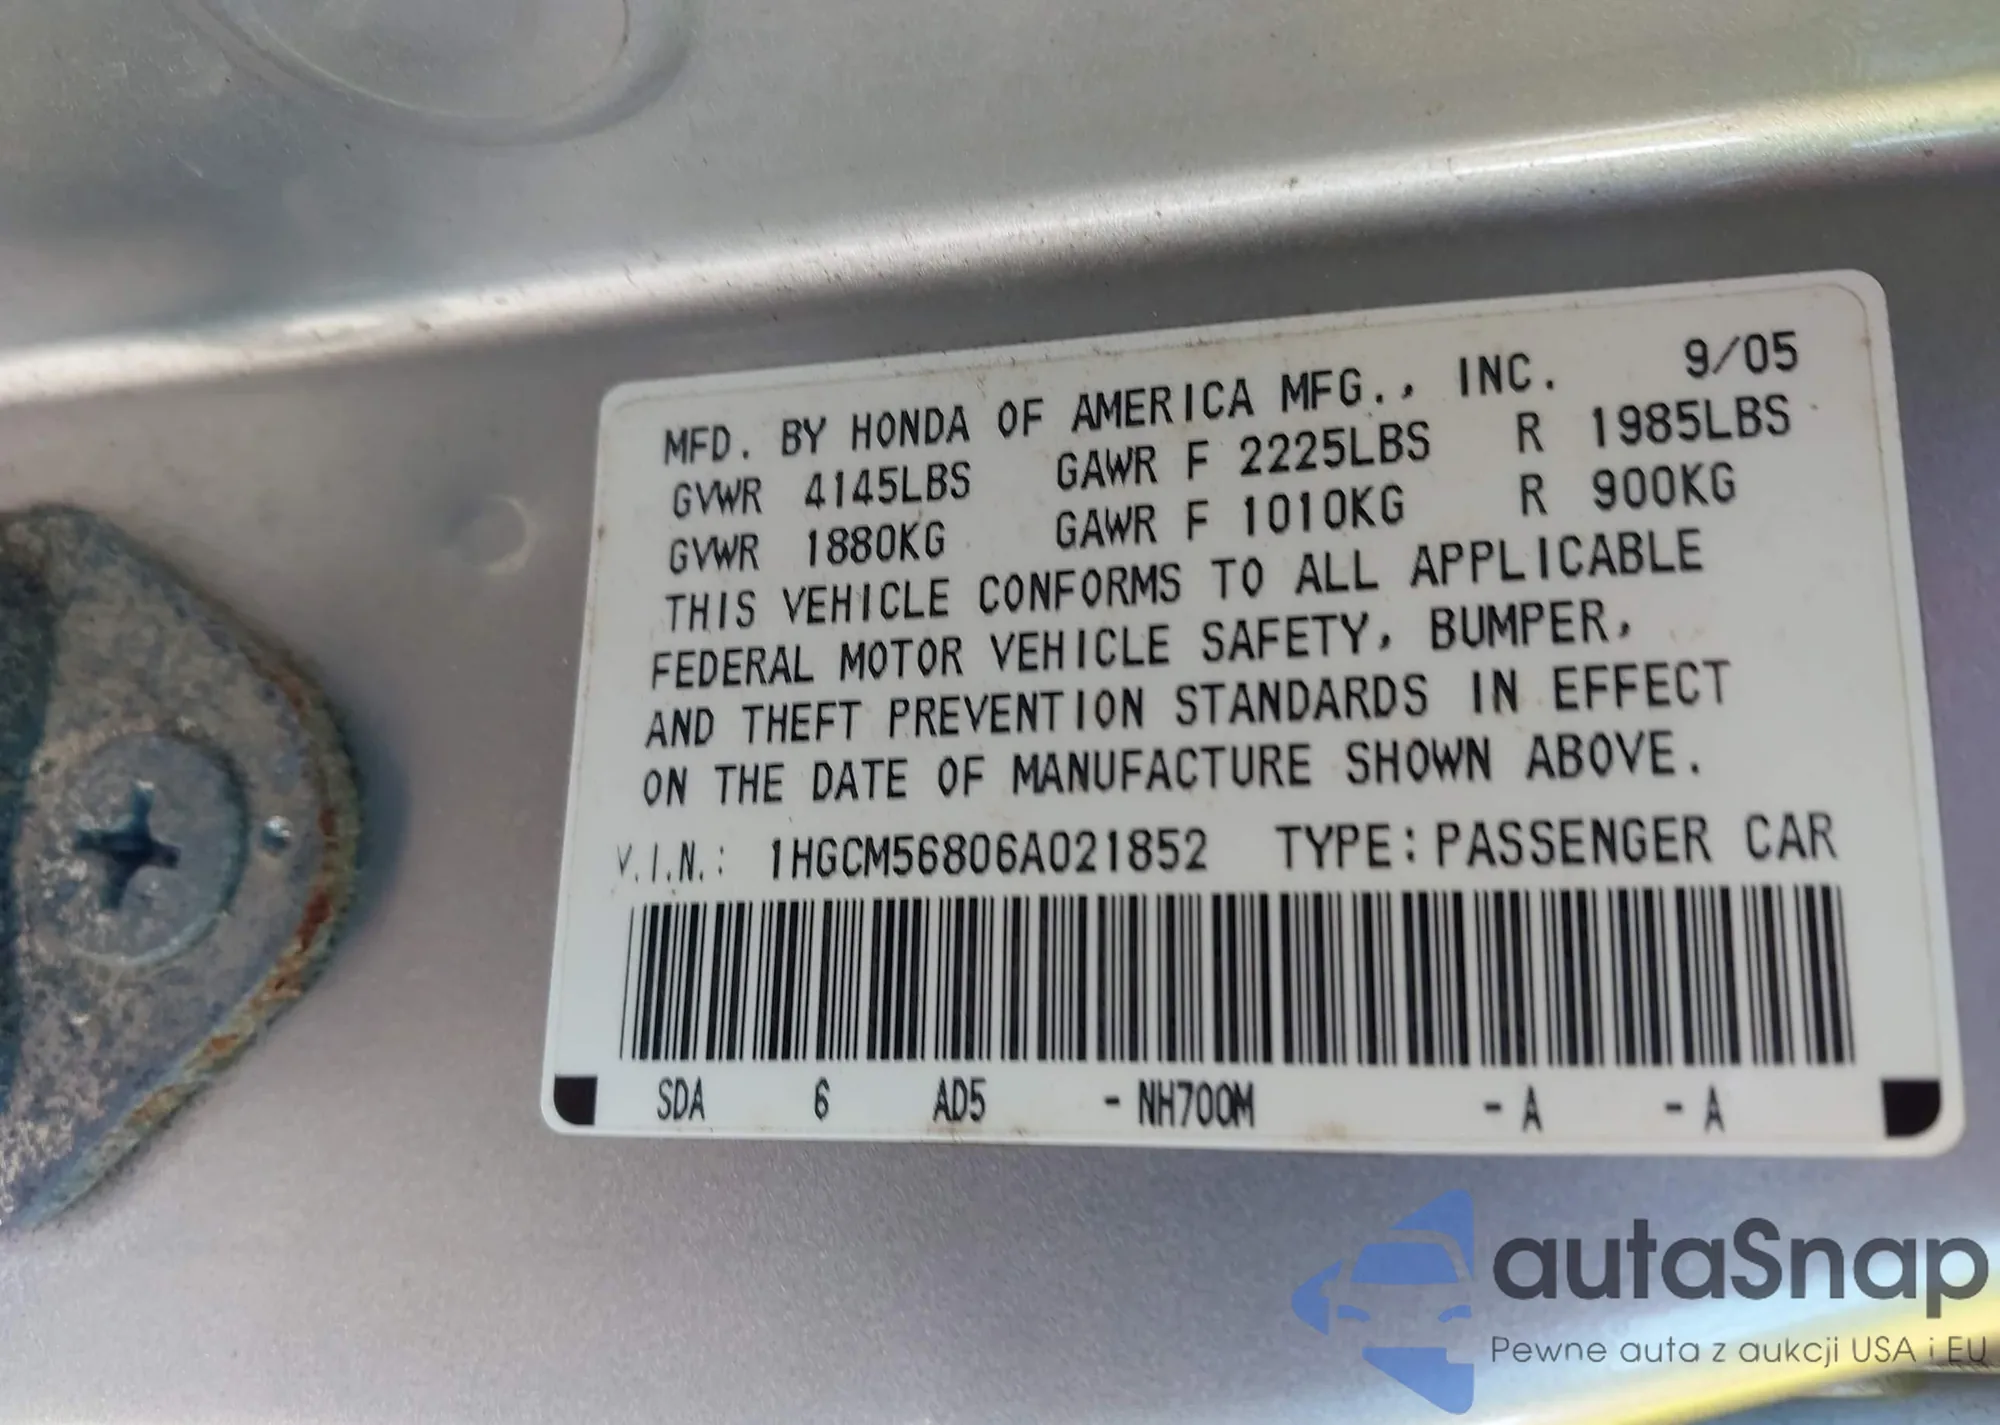 MFD. BY HONDA OF AMERICA MFG., INC. 9/05
GVWR 4145LBS GAWR F 2225LBS R 1985LBS
GVWR 1880KG GAWR F 1010KG R 900KG
THIS VEHICLE CONFORMS TO ALL APPLICABLE
FEDERAL MOTOR VEHICLE SAFETY, BUMPER,
AND THEFT PREVENTION STANDARDS IN EFFECT
ON THE DATE OF MANUFACTURE SHOWN ABOVE.
V.I.N.: 1HGCM56806A021852 TYPE: PASSENGER CAR
SDA 6 AD5 - NH700M - A - A
autaSnap
Pewne auta z aukcji USA i EU